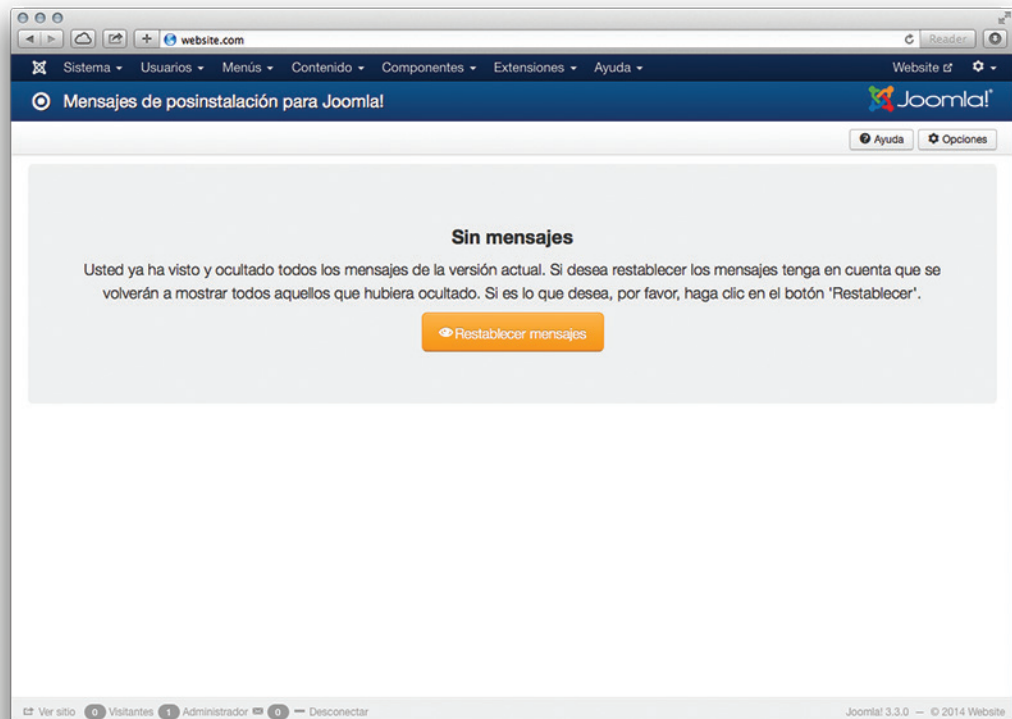 website.com
Reader
Sistema Usuarios Menús Contenido Componentes Extensiones Ayuda Website
Mensajes de posinstalación para Joomla! Joomla!
Ayuda Opciones
Sin mensajes
Usted ya ha visto y ocultado todos los mensajes de la versión actual. Si desea restablecer los mensajes tenga en cuenta que se
volverán a mostrar todos aquellos que hubiera ocultado. Si es lo que desea, por favor, haga clic en el botón 'Restablecer'.
Restablecer mensajes
Ver sitio 0 Visitantes 1 Administrador 0 Desconectar Joomla! 3.3.0 — © 2014 Website